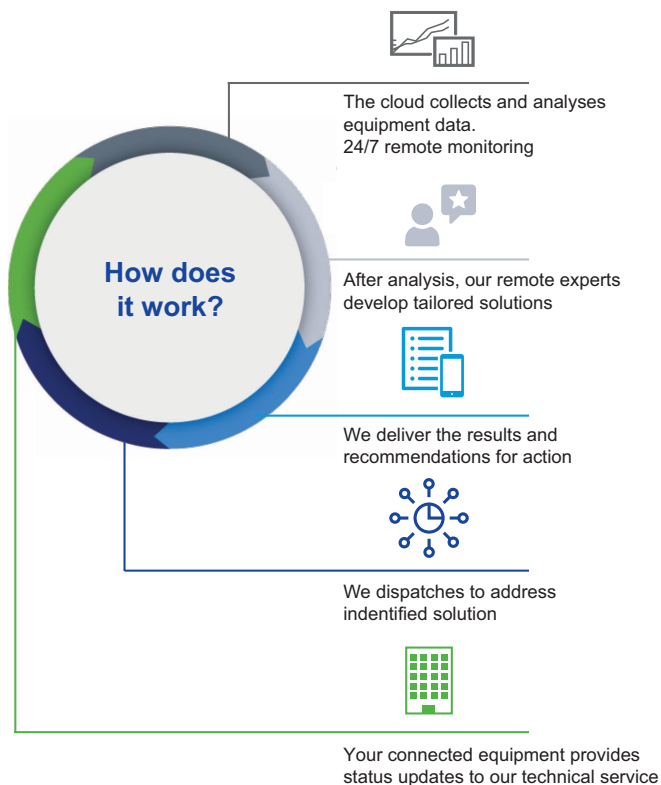 The cloud collects and analyses
equipment data.
24/7 remote monitoring
How does
it work?
After analysis, our remote experts
develop tailored solutions
We deliver the results and
recommendations for action
We dispatches to address
indentified solution
Your connected equipment provides
status updates to our technical service